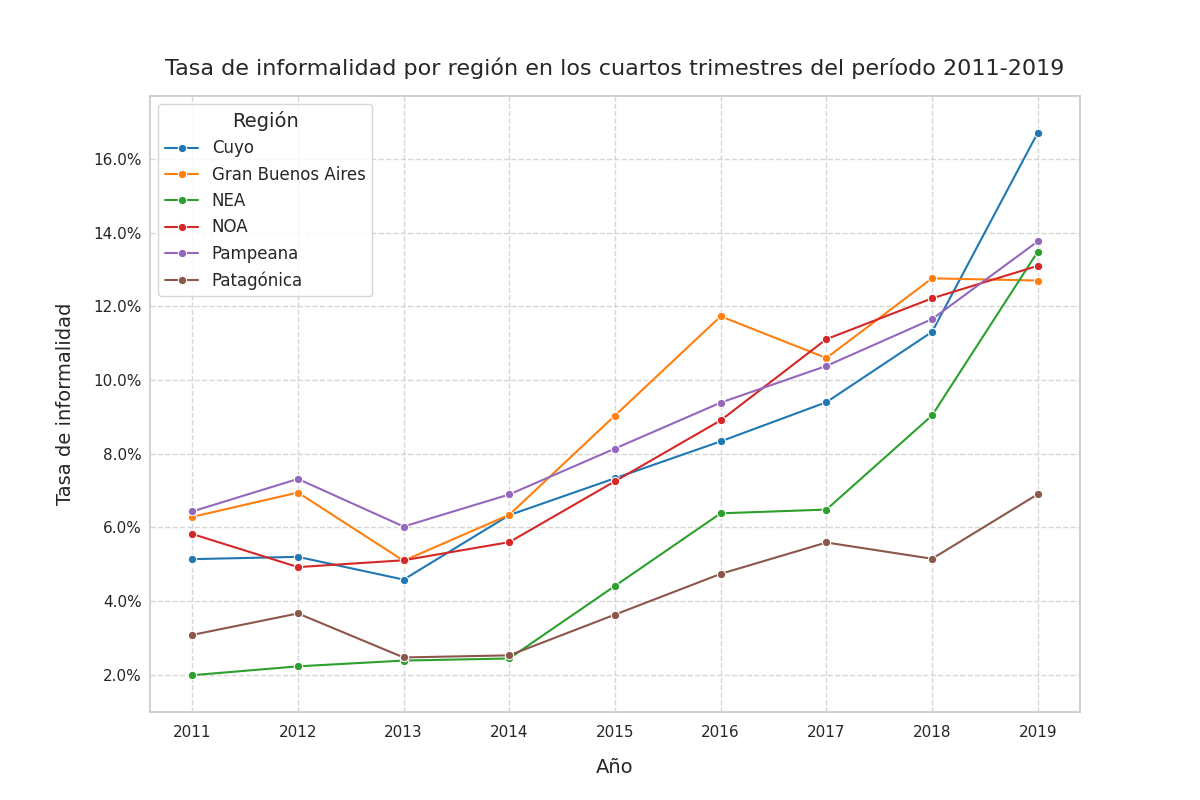 Tasa de informalidad por región en los cuartos trimestres del período 2011-2019
Región
Cuyo
Gran Buenos Aires
NEA
NOA
Pampeana
Patagónica
Tasa de informalidad
16.0%
14.0%
12.0%
10.0%
8.0%
6.0%
4.0%
2.0%
2011 2012 2013 2014 2015 2016 2017 2018 2019
Año